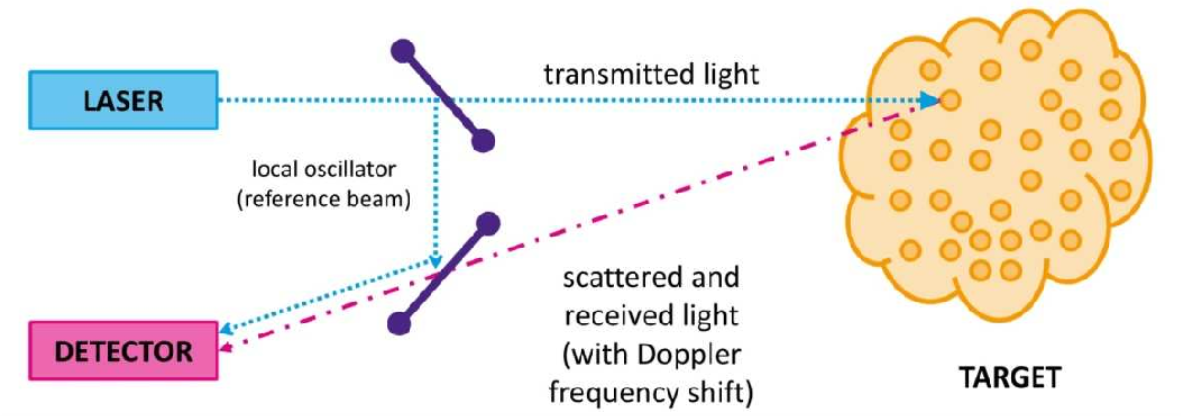 LASER
transmitted light
local oscillator
(reference beam)
scattered and
received light
(with Doppler
frequency shift)
DETECTOR
TARGET